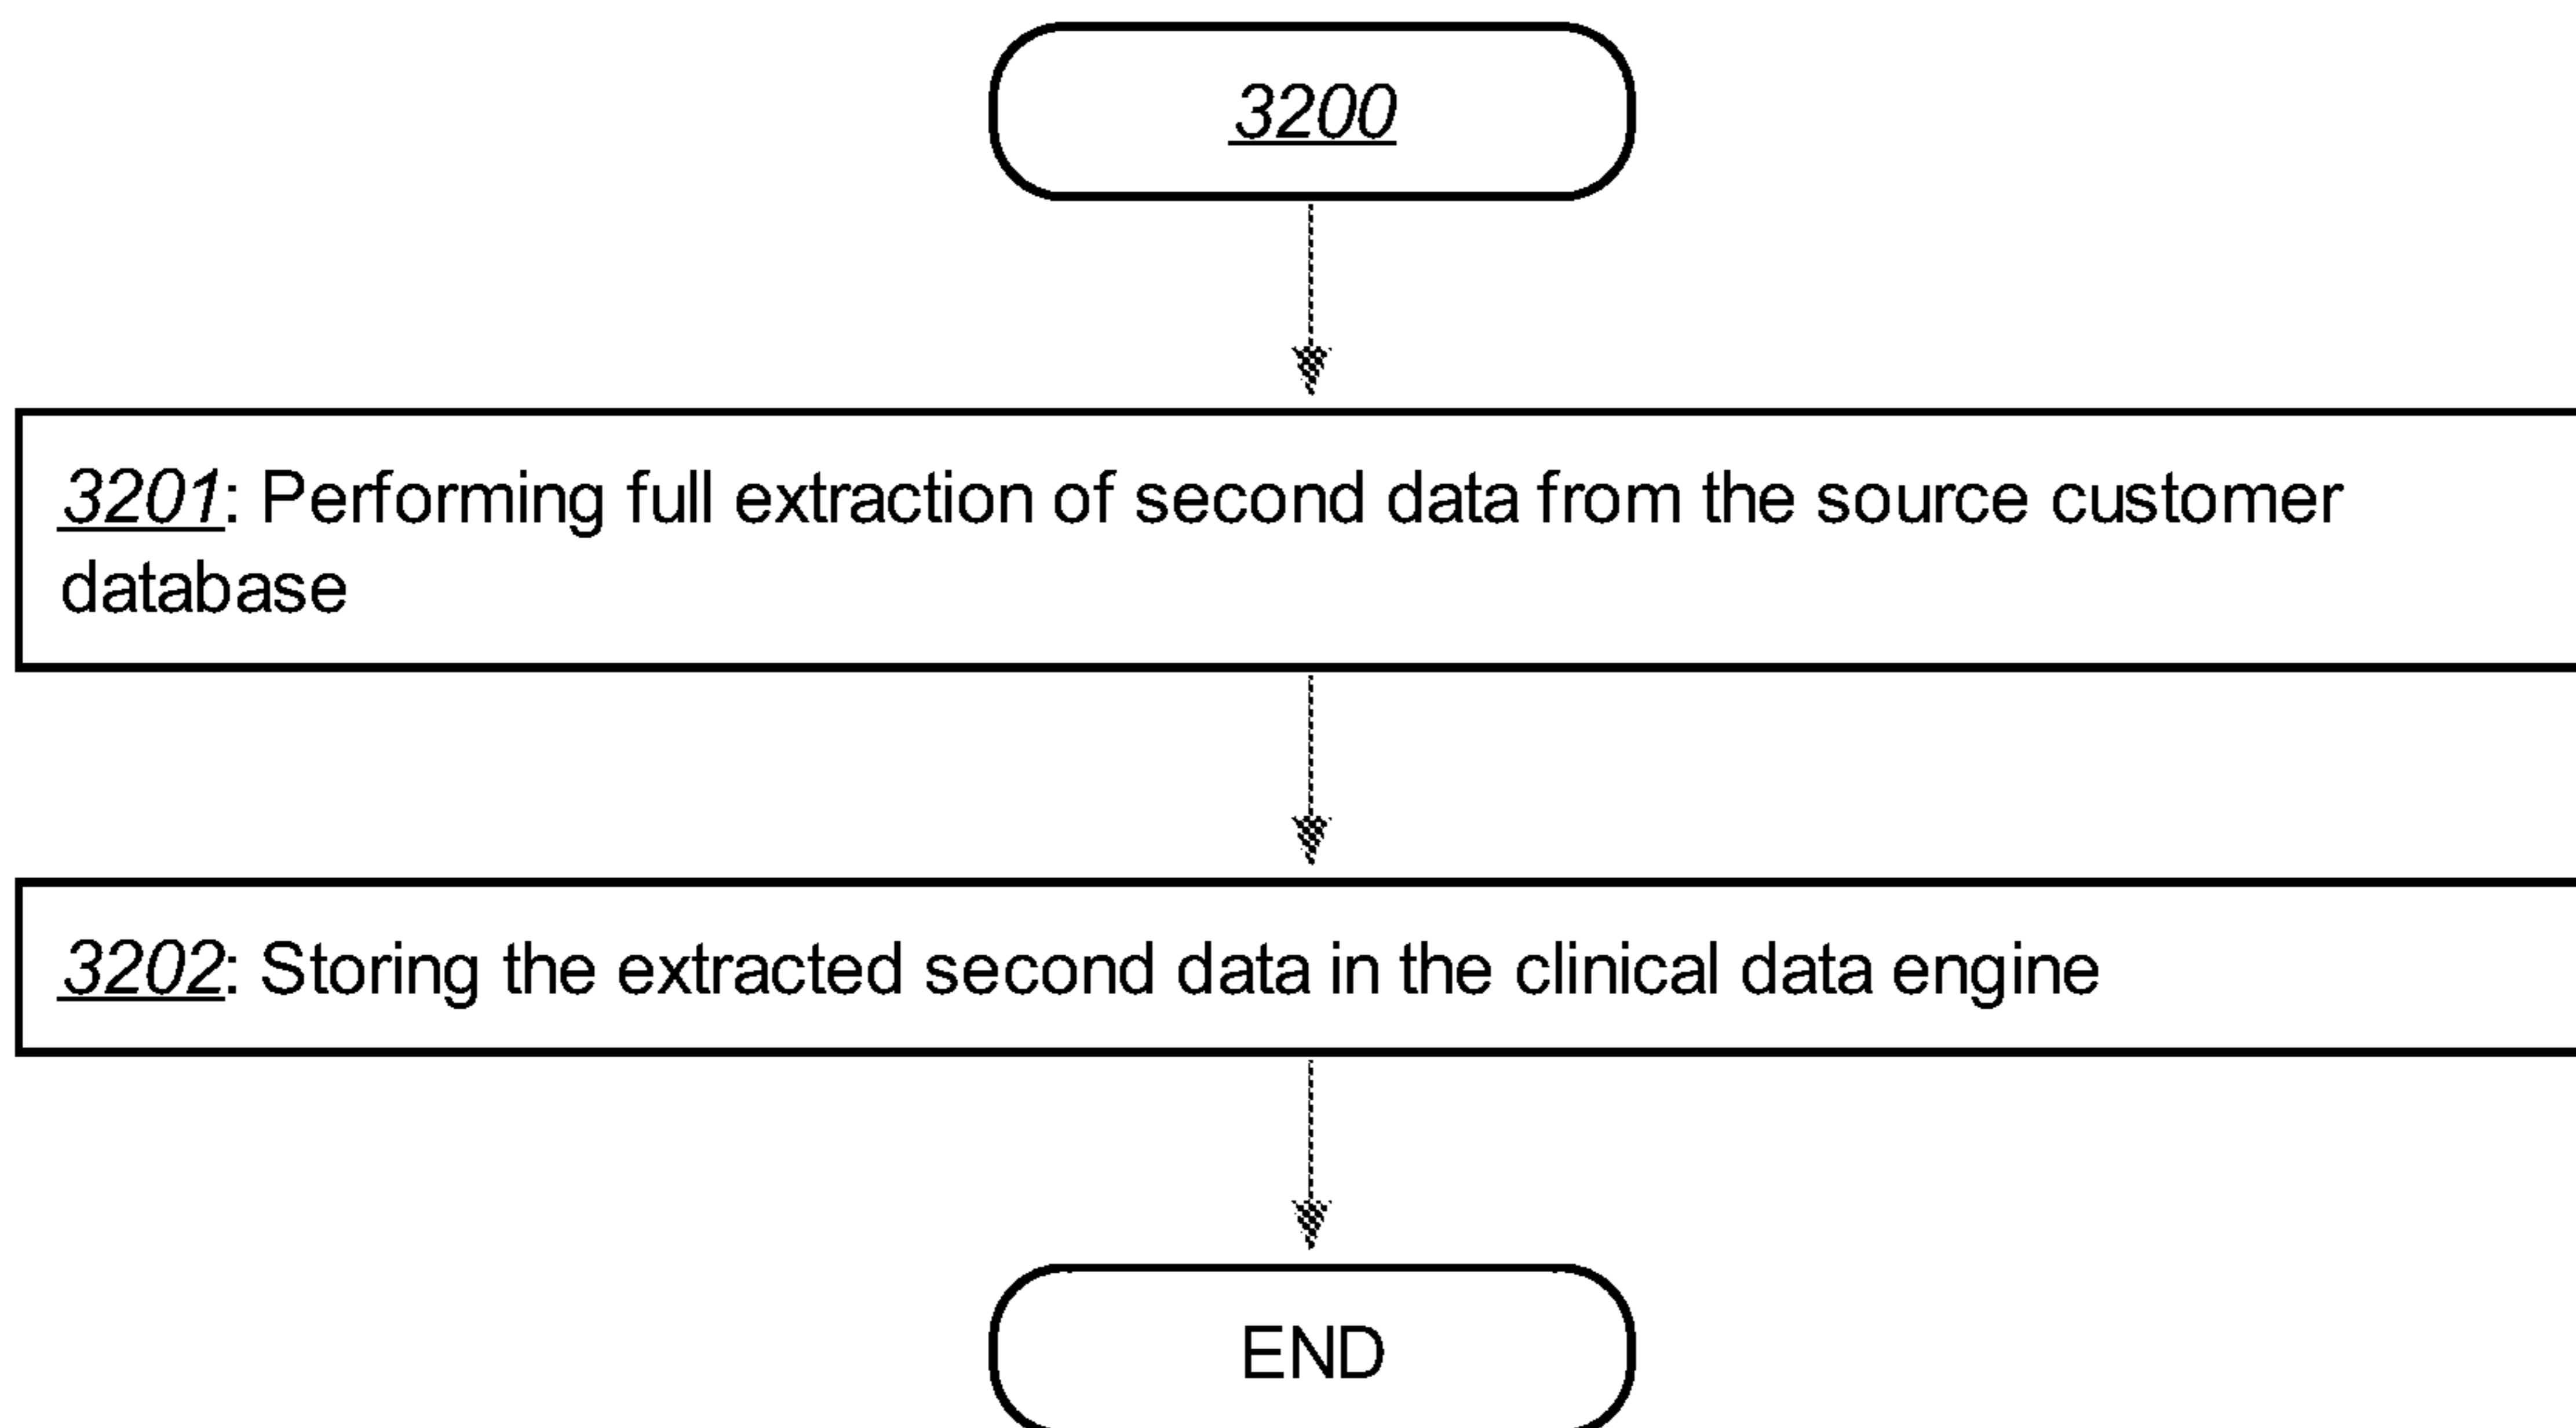 3200
3201: Performing full extraction of second data from the source customer
database
3202: Storing the extracted second data in the clinical data engine
END